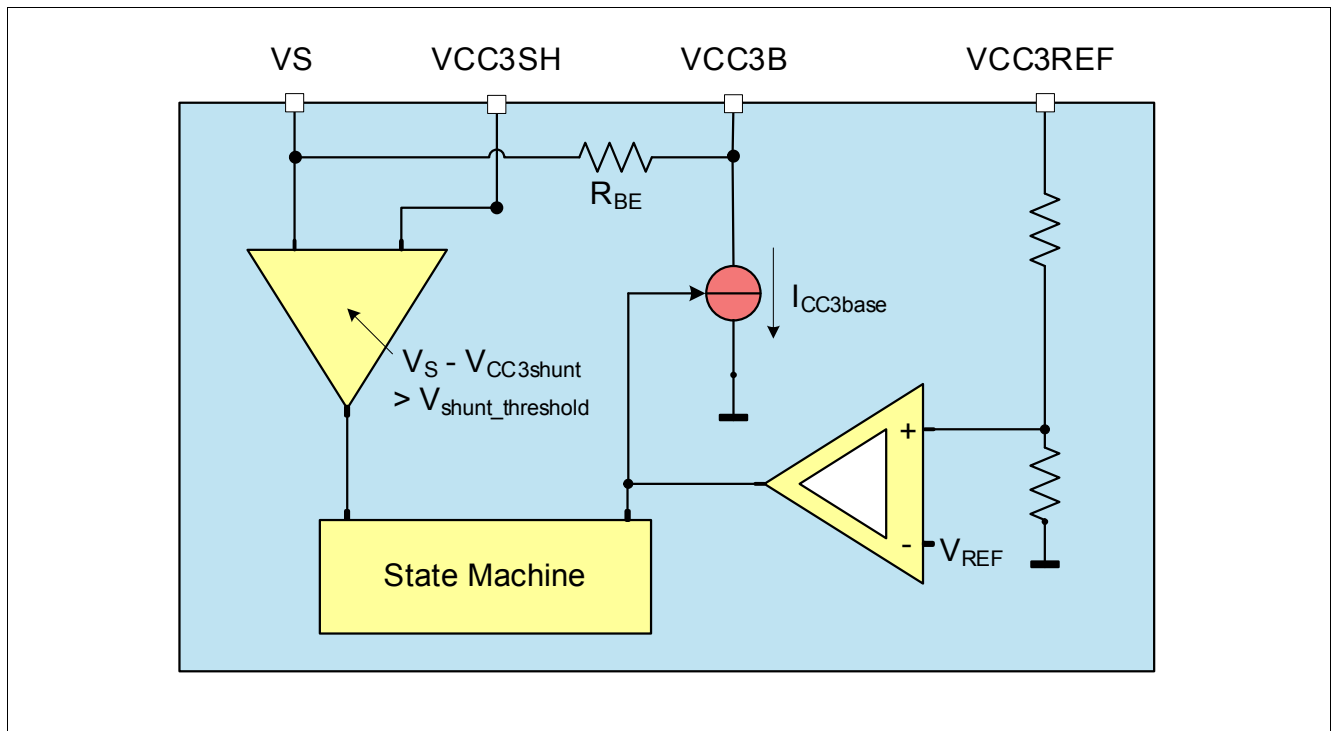 VS
VCC3SH
VCC3B
VCC3REF
RBE
ICC3base
VS - VCC3shunt
> Vshunt_threshold
+
-
VREF
State Machine